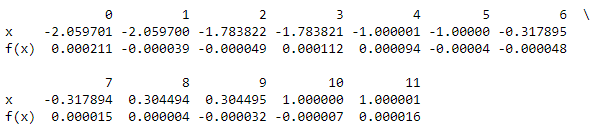 0 1 2 3 4 5 6 \
x -2.059701 -2.059700 -1.783822 -1.783821 -1.000001 -1.00000 -0.317895
f(x) 0.000211 -0.000039 -0.000049 0.000112 0.000094 -0.00004 -0.000048
7 8 9 10 11
x -0.317894 0.304494 0.304495 1.000000 1.000001
f(x) 0.000015 0.000004 -0.000032 -0.000007 0.000016